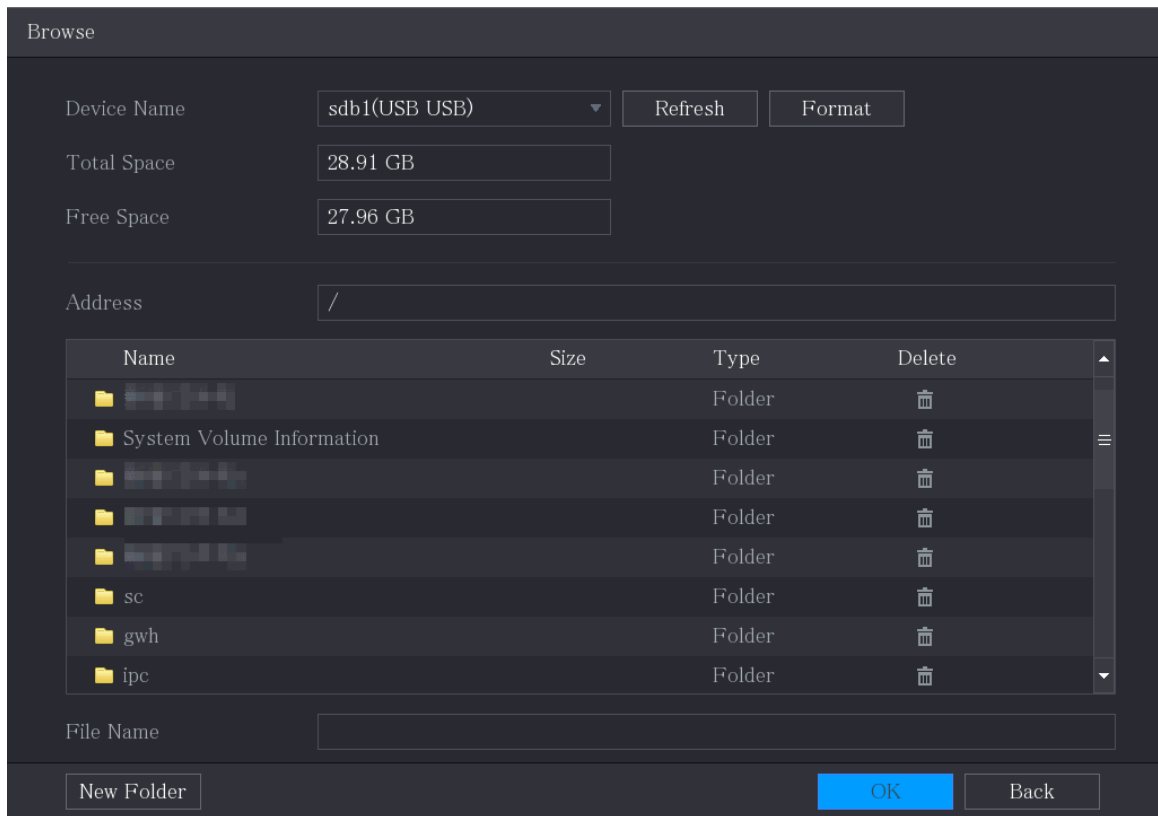 Browse
Device Name sdb1(USB USB) Refresh Format
Total Space 28.91 GB
Free Space 27.96 GB
Address /
Name Size Type Delete
Folder
System Volume Information Folder
Folder
Folder
Folder
sc Folder
gwh Folder
ipc Folder
File Name
New Folder OK Back